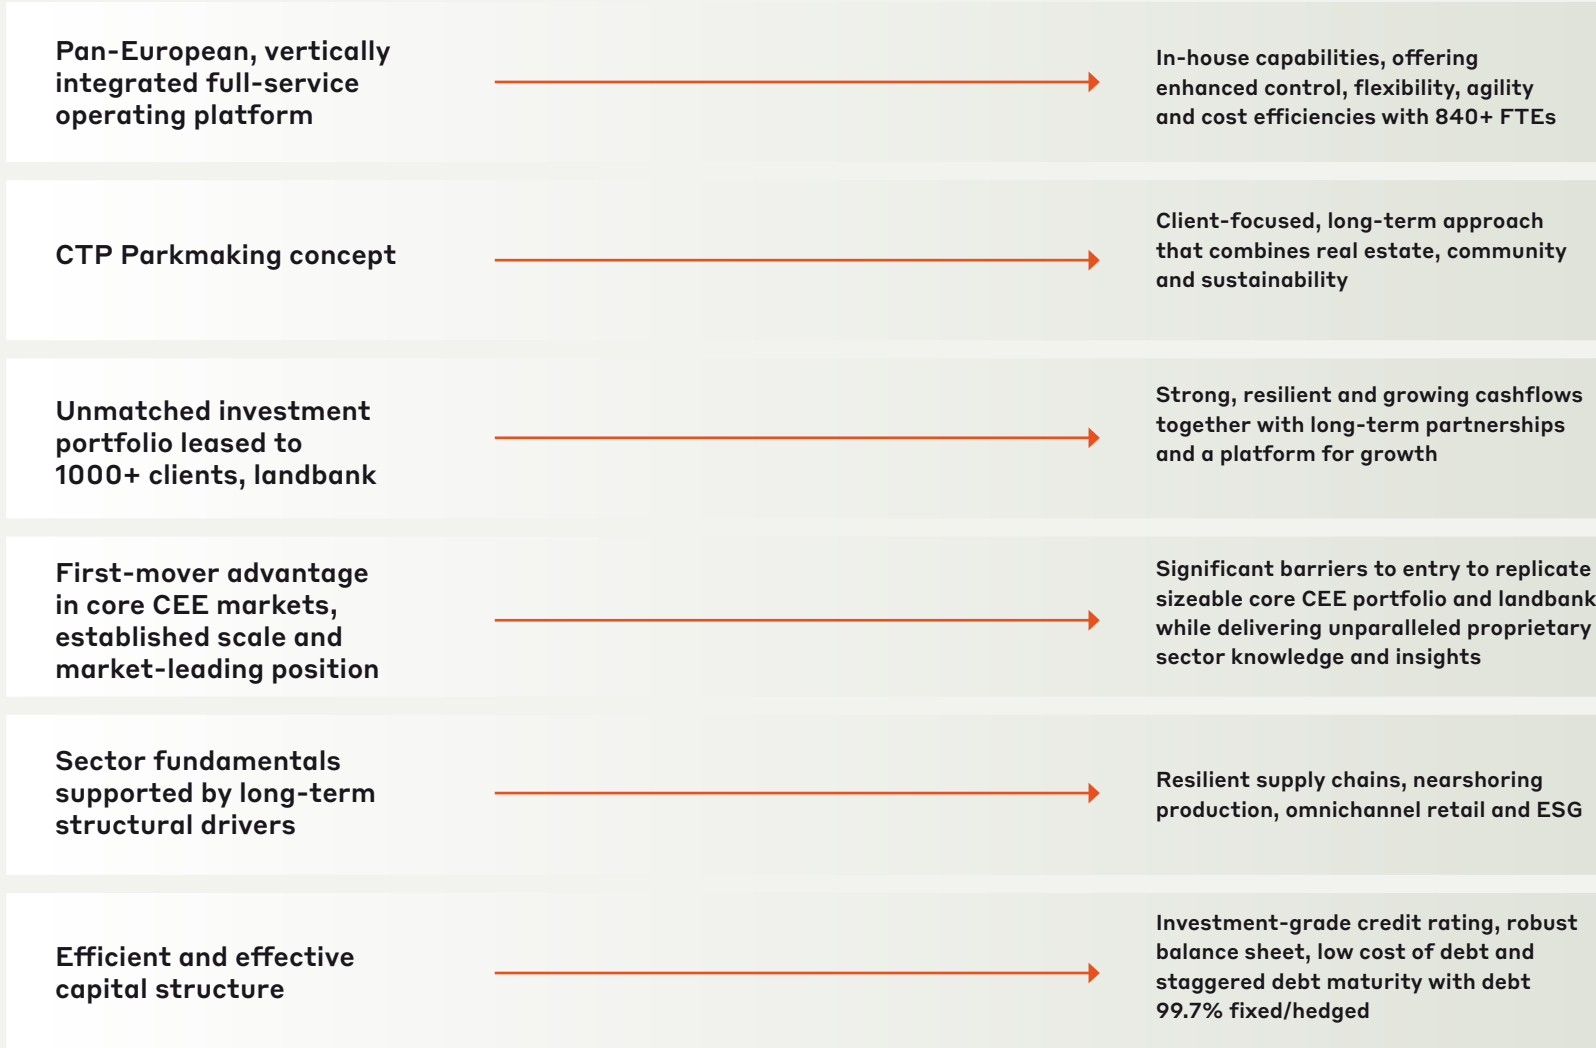 Pan-European, vertically
integrated full-service
operating platform
In-house capabilities, offering
enhanced control, flexibility, agility
and cost efficiencies with 840+ FTEs
CTP Parkmaking concept
Client-focused, long-term approach
that combines real estate, community
and sustainability
Unmatched investment
portfolio leased to
1000+ clients, landbank
Strong, resilient and growing cashflows
together with long-term partnerships
and a platform for growth
First-mover advantage
in core CEE markets,
established scale and
market-leading position
Significant barriers to entry to replicate
sizeable core CEE portfolio and landbank
while delivering unparalleled proprietary
sector knowledge and insights
Sector fundamentals
supported by long-term
structural drivers
Resilient supply chains, nearshoring
production, omnichannel retail and ESG
Efficient and effective
capital structure
Investment-grade credit rating, robust
balance sheet, low cost of debt and
staggered debt maturity with debt
99.7% fixed/hedged